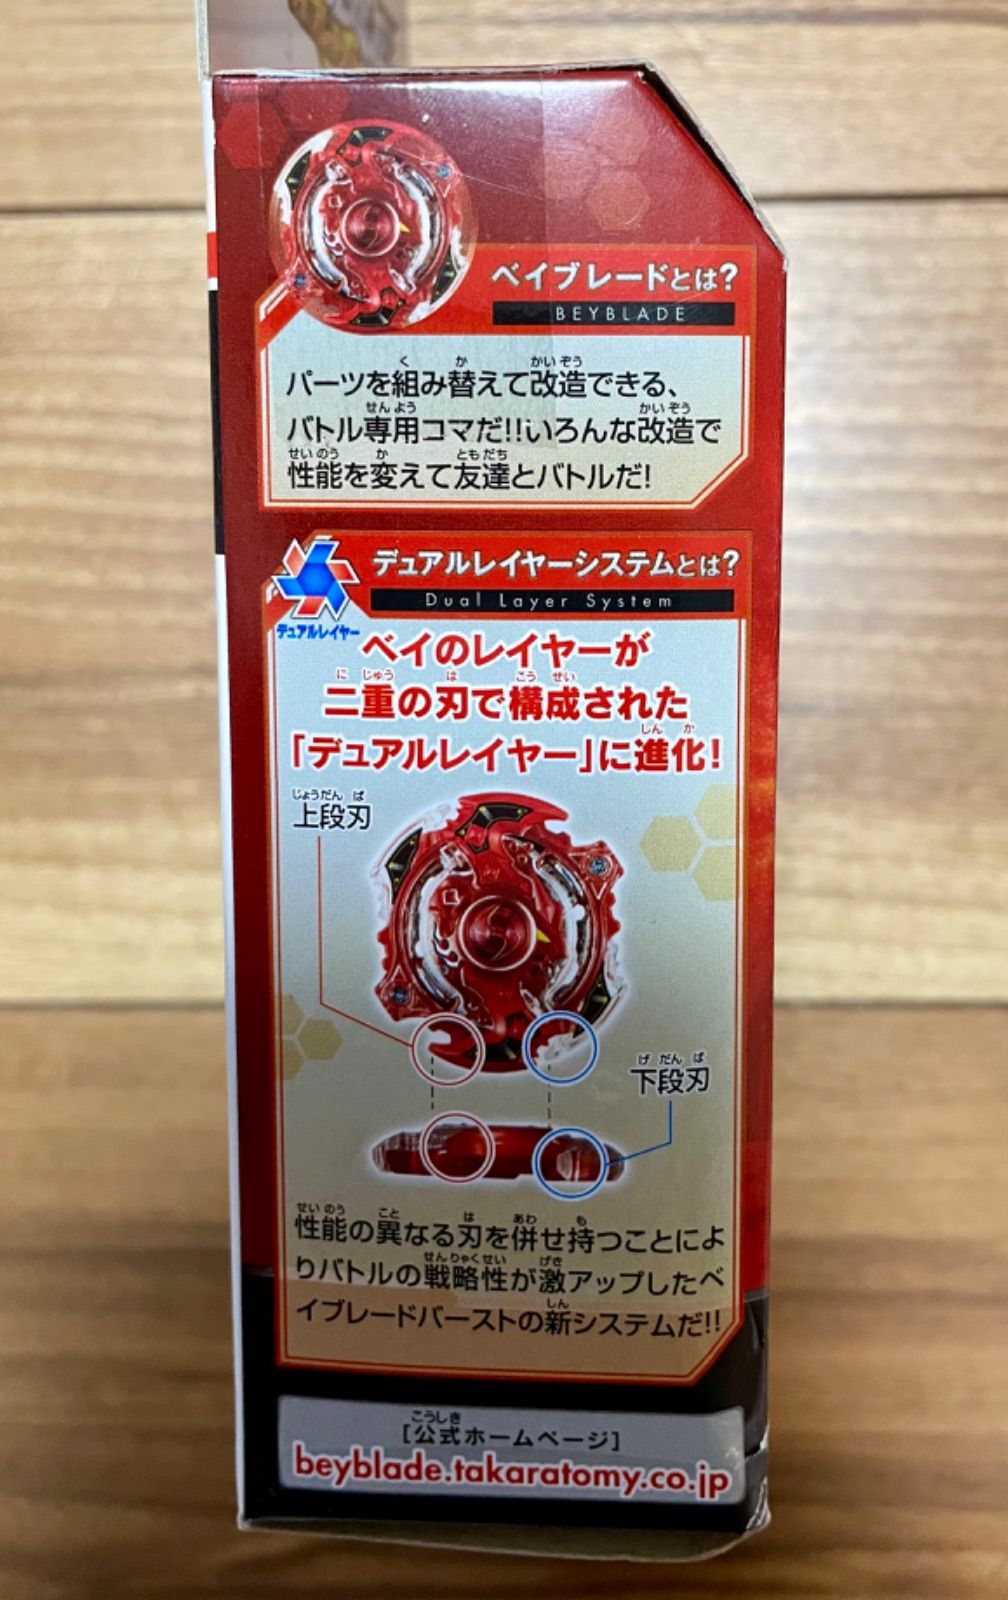 ベイブレードとは?
BEYBLADE
パーツを組み替えて改造できる、
バトル専用コマだ!!いろんな改造で
性能を変えて友達とバトルだ!
デュアルレイヤーシステムとは?
Dual Layer System
デュアルレイヤー
ベイのレイヤーが
二重の刃で構成された
「デュアルレイヤー」に進化!
上段刃
下段刃
性能の異なる刃を併せ持つことによ
りバトルの戦略性が激アップしたベ
イブレードバーストの新システムだ!!
[公式ホームページ]
beyblade.takaratomy.co.jp